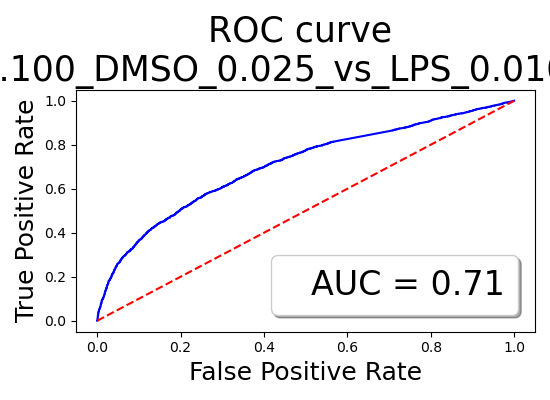 ROC curve
.100_DMSO_0.025_vs_LPS_0.010
True Positive Rate
1.0
0.8
0.6
0.4
0.2
0.0
AUC = 0.71
0.0 0.2 0.4 0.6 0.8 1.0
False Positive Rate